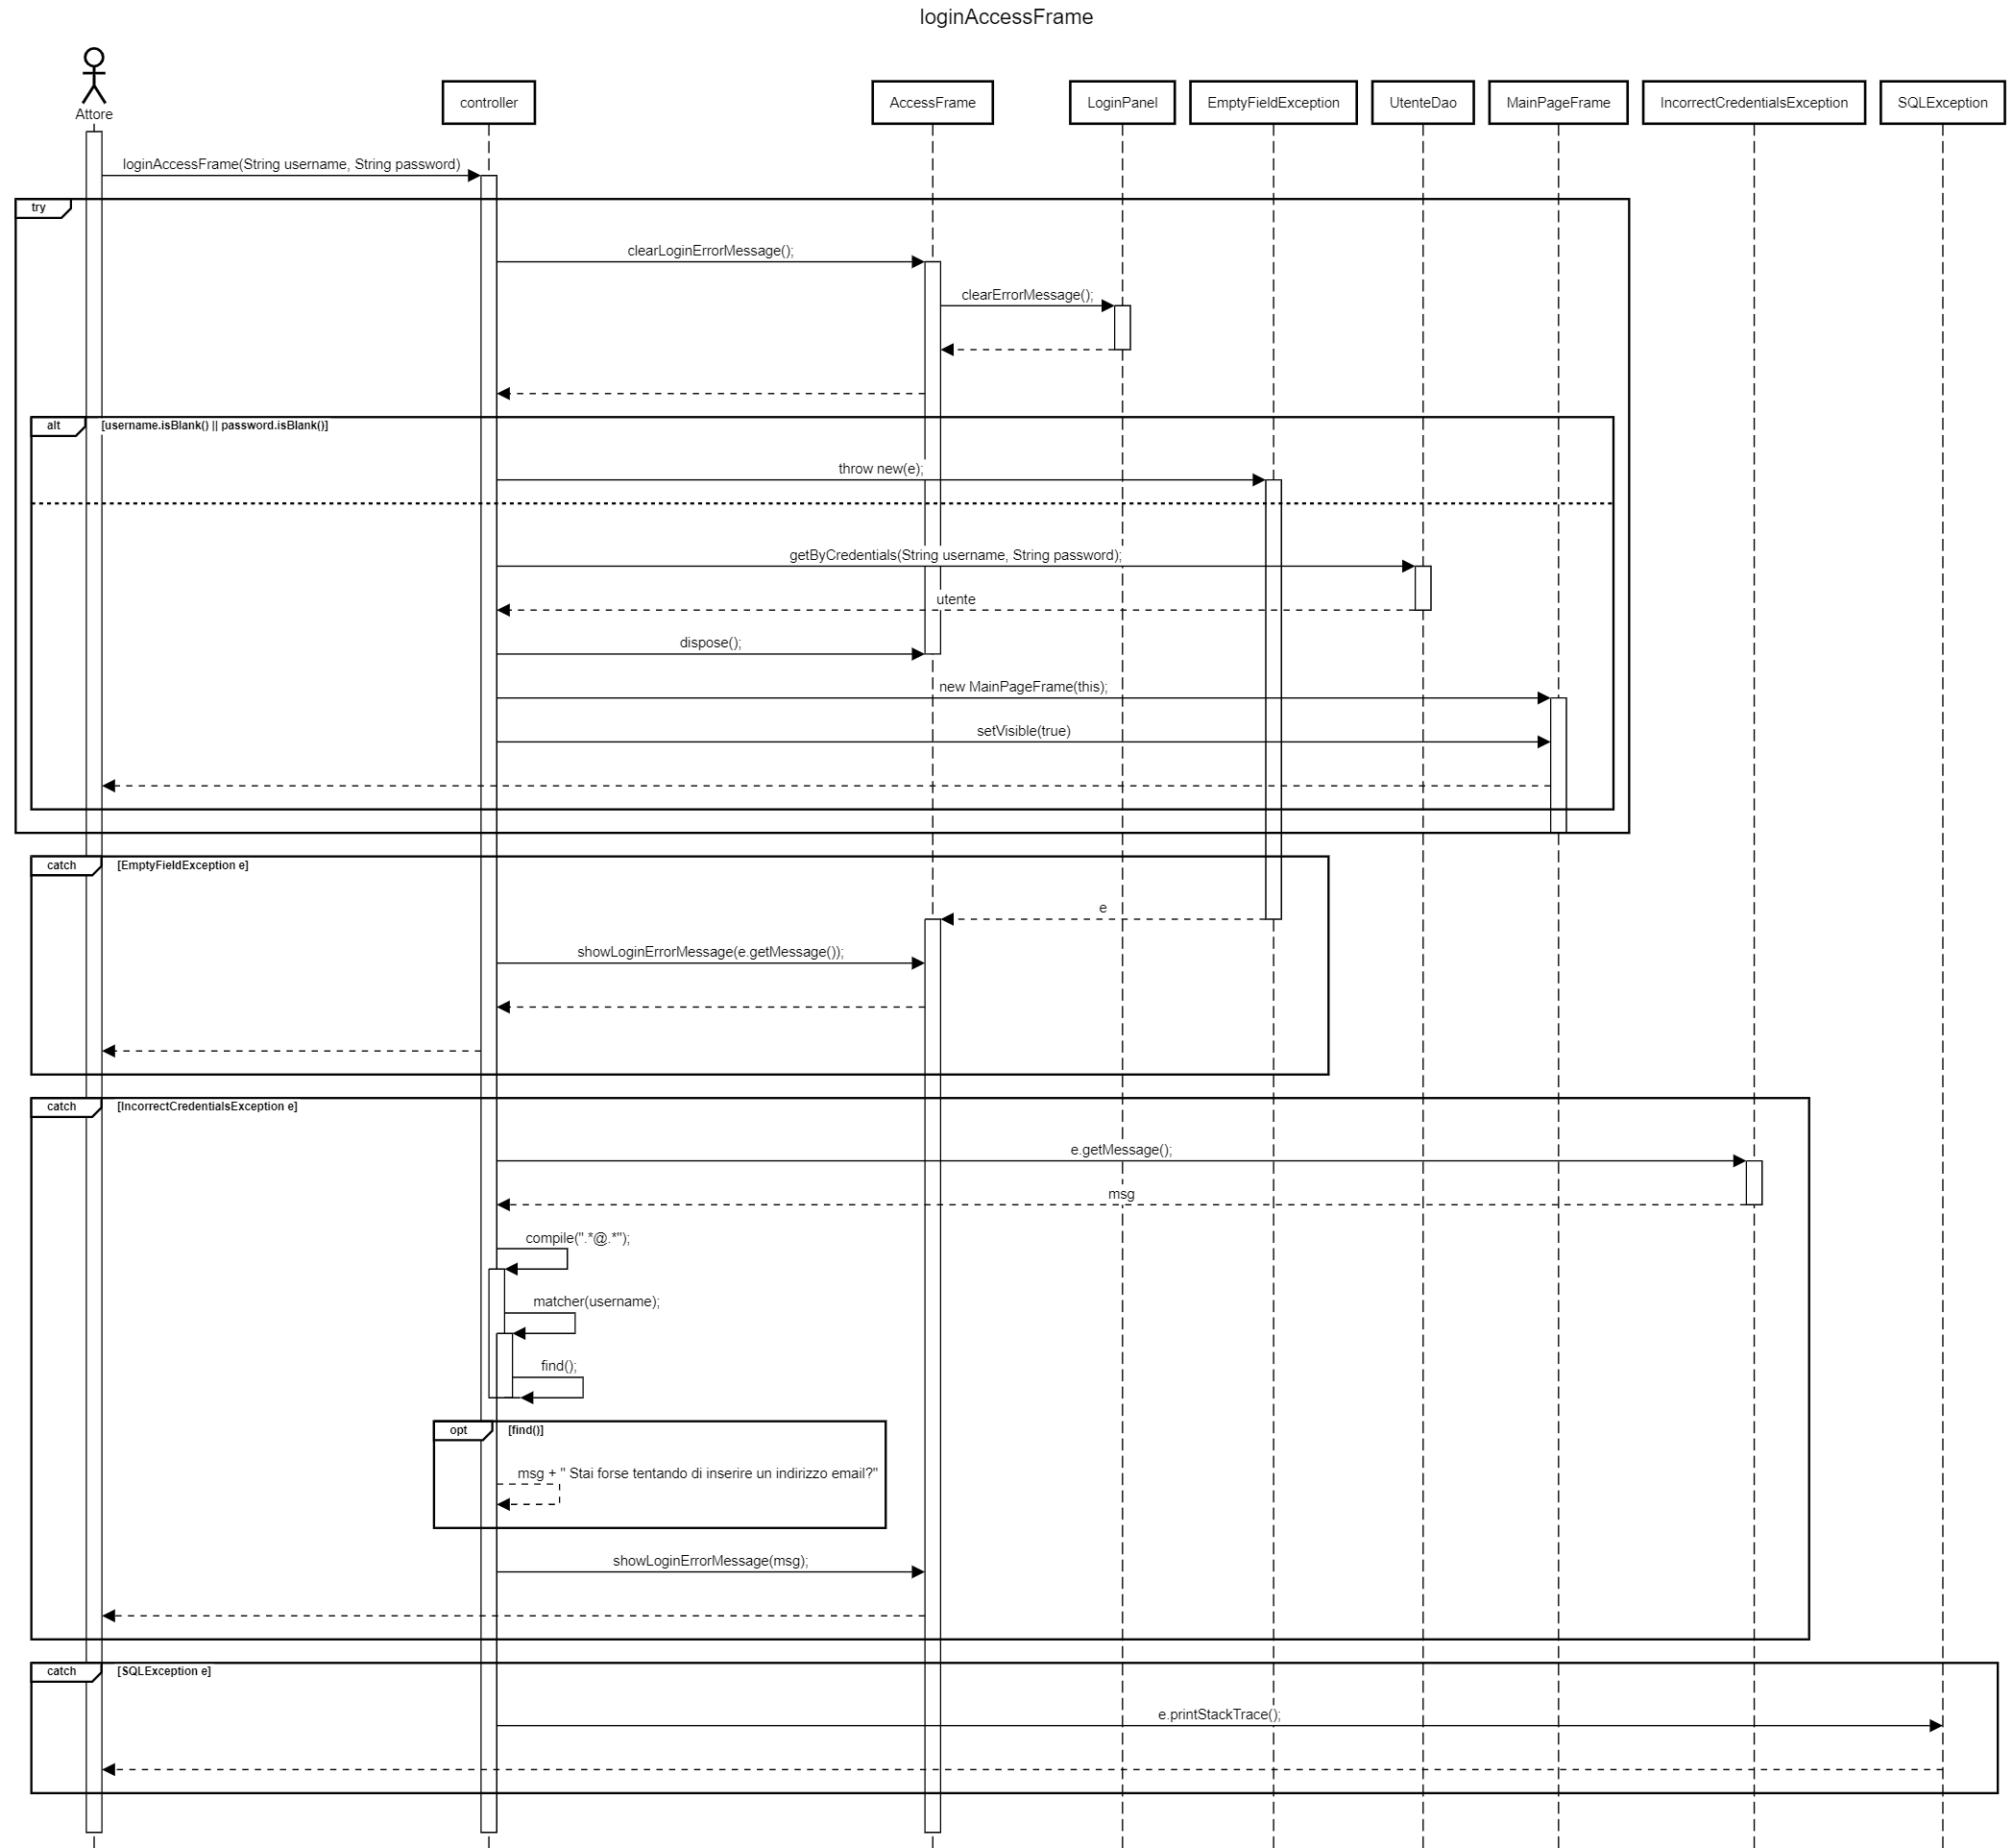 loginAccessFrame
Attore
controller
AccessFrame
LoginPanel
EmptyFieldException
UtenteDao
MainPageFrame
IncorrectCredentialsException
SQLException
loginAccessFrame(String username, String password)
try
clearLoginErrorMessage();
clearErrorMessage();
alt [username.isBlank() || password.isBlank()]
throw new(e);
getByCredentials(String username, String password);
utente
dispose();
new MainPageFrame(this);
setVisible(true)
catch [EmptyFieldException e]
e
showLoginErrorMessage(e.getMessage());
catch [IncorrectCredentialsException e]
e.getMessage();
msg
compile(".*@.*");
matcher(username);
find();
opt [find()]
msg + " Stai forse tentando di inserire un indirizzo email?"
showLoginErrorMessage(msg);
catch [SQLException e]
e.printStackTrace();